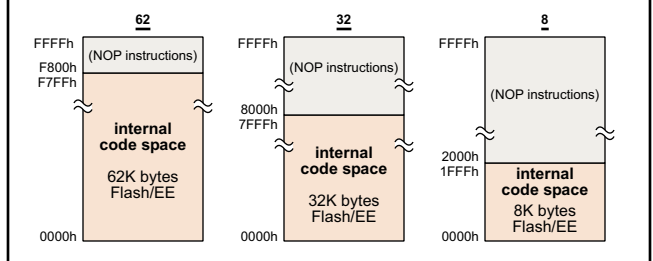 62
FFFFh
(NOP instructions)
F800h
F7FFh
internal
code space
62K bytes
Flash/EE
0000h
32
FFFFh
(NOP instructions)
8000h
7FFFh
internal
code space
32K bytes
Flash/EE
0000h
8
FFFFh
(NOP instructions)
2000h
1FFFh
internal
code space
8K bytes
Flash/EE
0000h